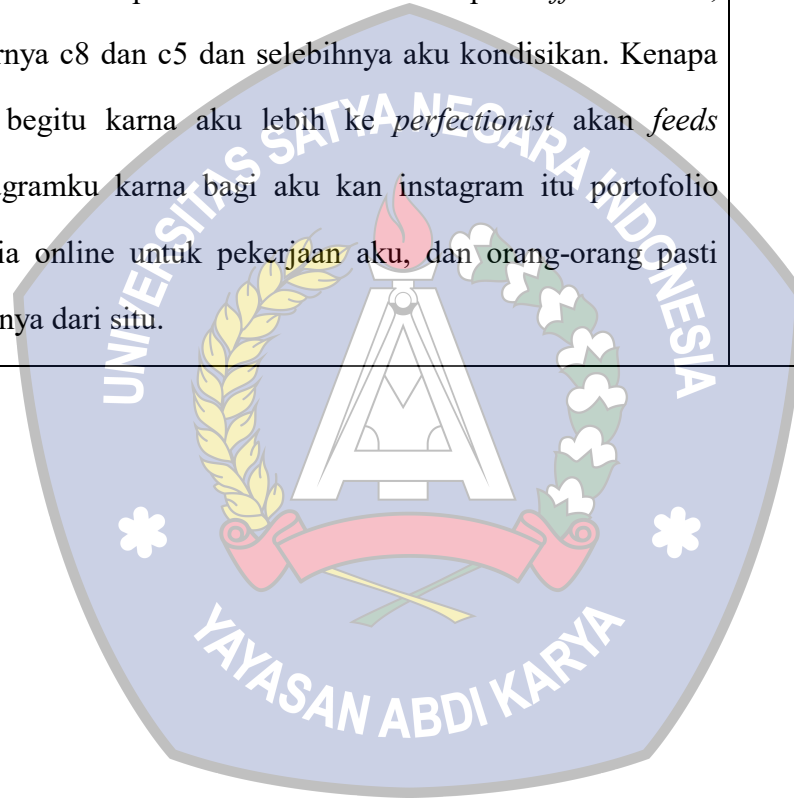 rnya c8 dan c5 dan selebihnya aku kondisikan. Kenapa
begitu karna aku lebih ke perfectionist akan feeds
gramku karna bagi aku kan instagram itu portofolio
ia online untuk pekerjaan aku, dan orang-orang pasti
nya dari situ.
UNIVERSITAS SATYA NEGARA INDONESIA
YAYASAN ABDI KARYA